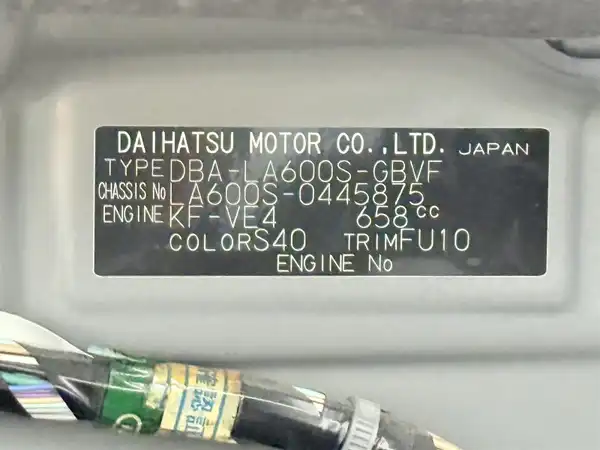 DAIHATSU MOTOR CO.,LTD. JAPAN
TYPE DBA-LA600S-GBVF
CHASSIS No LA600S-0445875
ENGINE KF-VE4 658cc
COLOR S40 TRIM FU10
ENGINE No